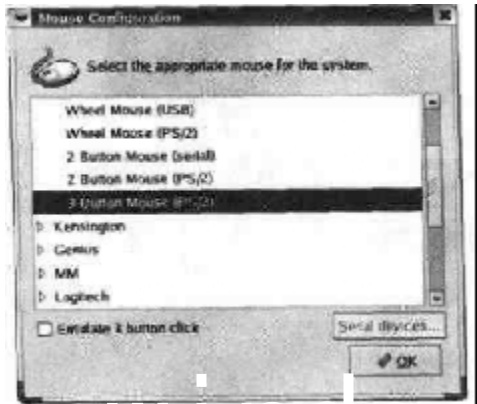 Mouse Configuration
Select the appropriate mouse for the system.
Wheel Mouse (USB)
Wheel Mouse (PS/2)
2 Button Mouse (serial)
2 Button Mouse (PS/2)
3 Button Mouse (PS/2)
Kensington
Genius
MM
Logitech
Emulate 3 button click
Serial devices...
OK